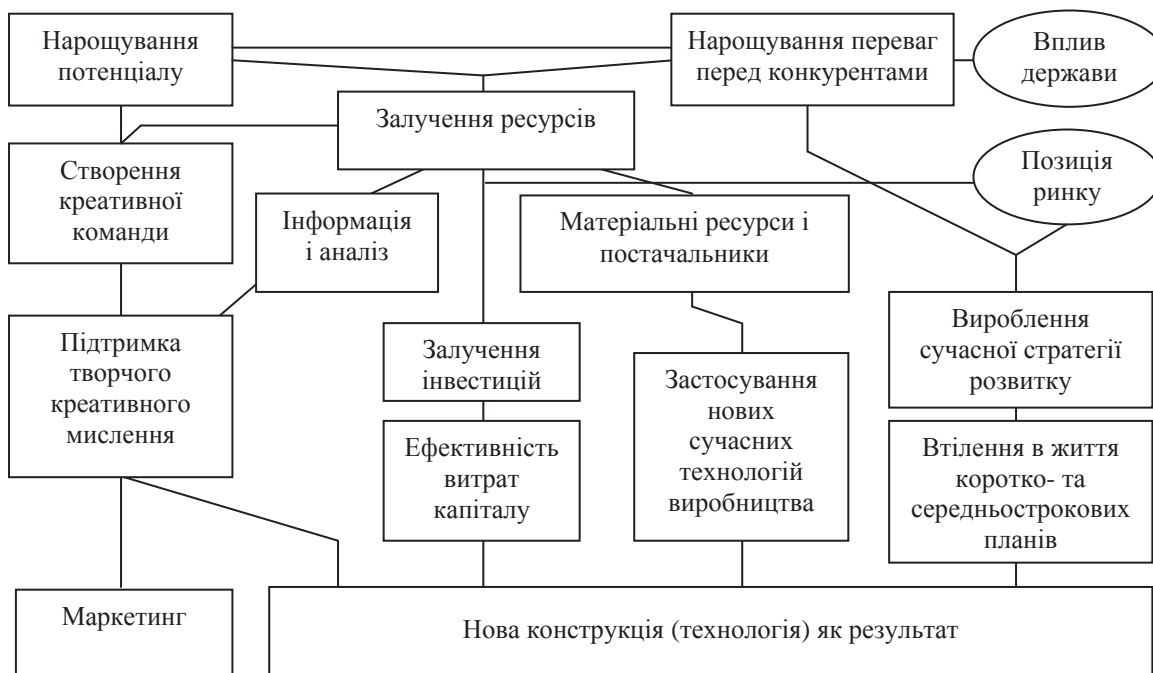 Нарощування
потенціалу
Нарощування переваг
перед конкурентами
Вплив
держави
Залучення ресурсів
Створення
креативної
команди
Позиція
ринку
Інформація
і аналіз
Матеріальні ресурси і
постачальники
Підтримка
творчого
креативного
мислення
Залучення
інвестицій
Застосування
нових
сучасних
технологій
виробництва
Вироблення
сучасної стратегії
розвитку
Ефективність
витрат
капіталу
Втілення в життя
коротко- та
середньострокових
планів
Маркетинг
Нова конструкція (технологія) як результат